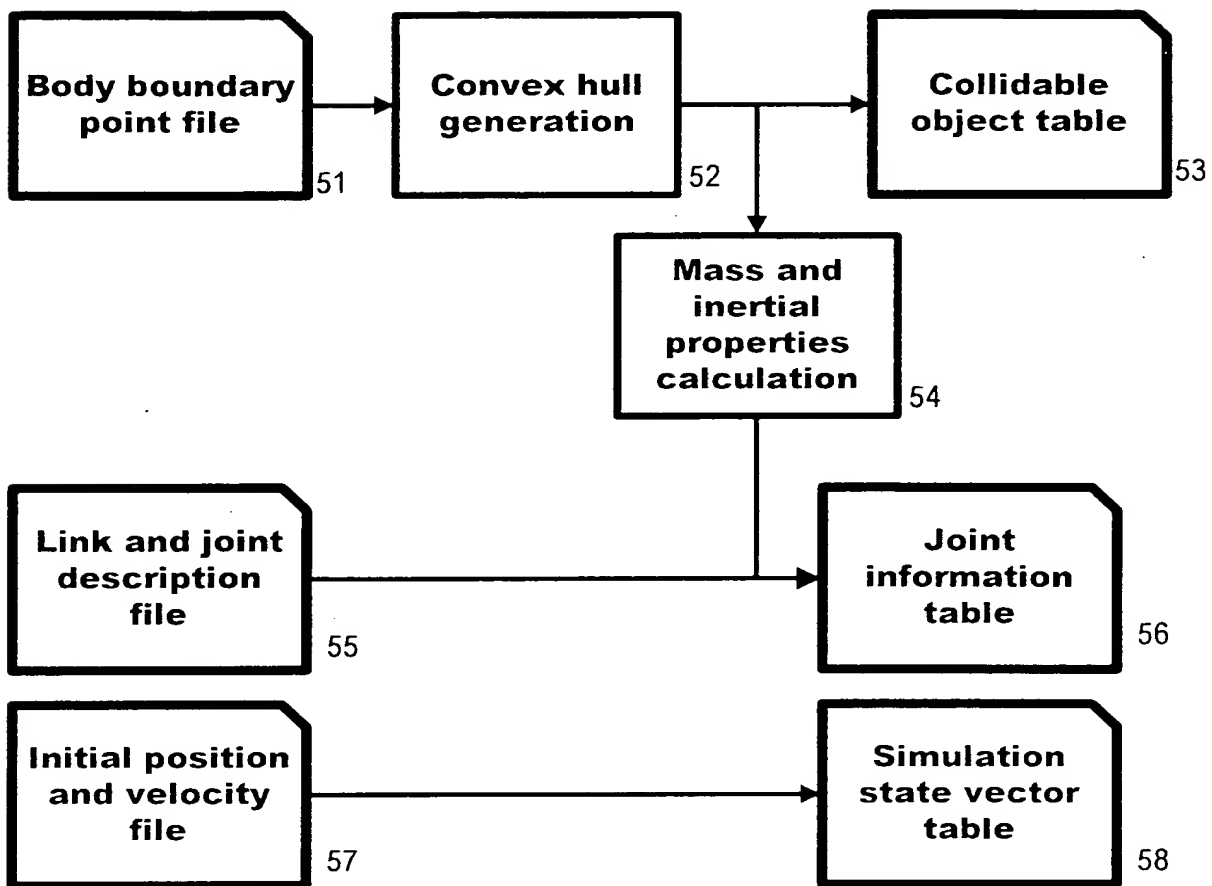 Body boundary
point file
51
Convex hull
generation
52
Collidable
object table
53
Mass and
inertial
properties
calculation
54
Link and joint
description
file
55
Joint
information
table
56
Initial position
and velocity
file
57
Simulation
state vector
table
58